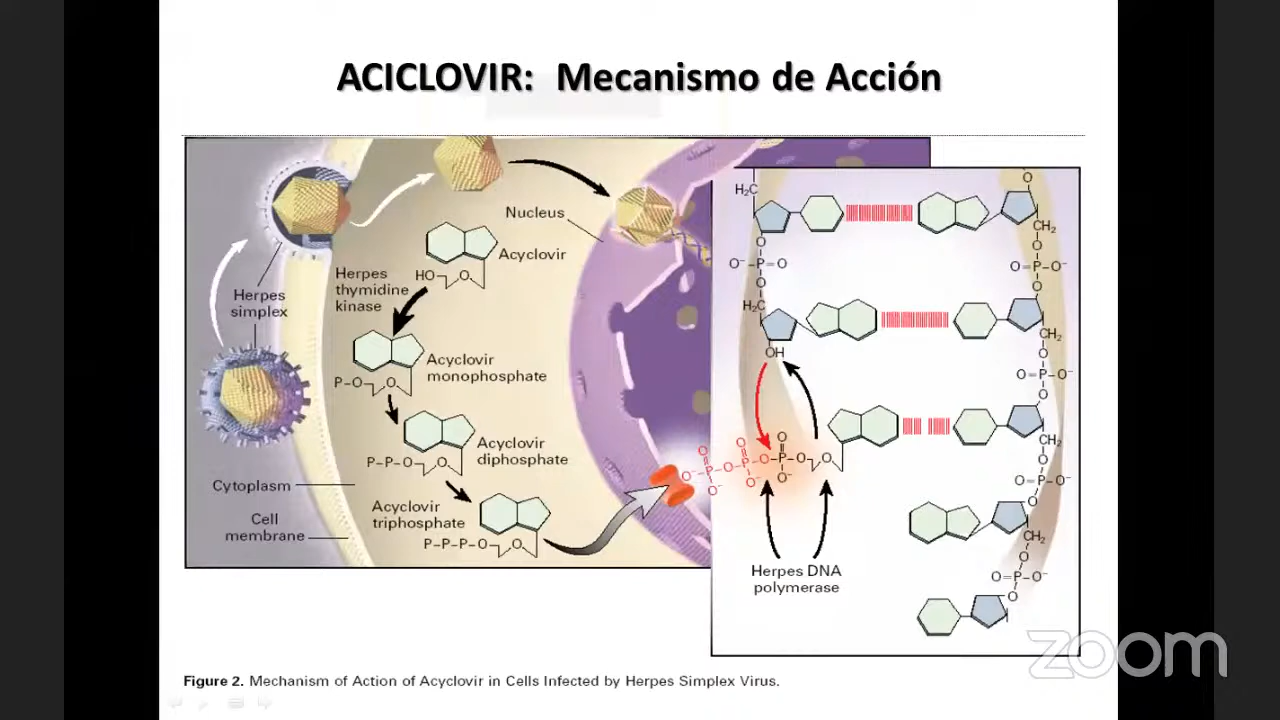 ACICLOVIR: Mecanismo de Acción
Nucleus
Acyclovir
HO
O
Herpes
thymidine
kinase
Herpes
simplex
Acyclovir
monophosphate
P-O
O
Acyclovir
diphosphate
P-P-O
O
Cytoplasm
Acyclovir
triphosphate
Cell
membrane
P-P-P-O
O
H₂C
O
O⁻-P=O
O
H₂C
OH
O
CH₂
O
O=P-O⁻
O
CH₂
O
O=P-O⁻
O
CH₂
O
O=P-O⁻
O
CH₂
O
O=P-O⁻
O
O O O
O⁻-P-O-P-O-P-O O
O⁻ O⁻ O⁻
Herpes DNA
polymerase
zoom
Figure 2. Mechanism of Action of Acyclovir in Cells Infected by Herpes Simplex Virus.